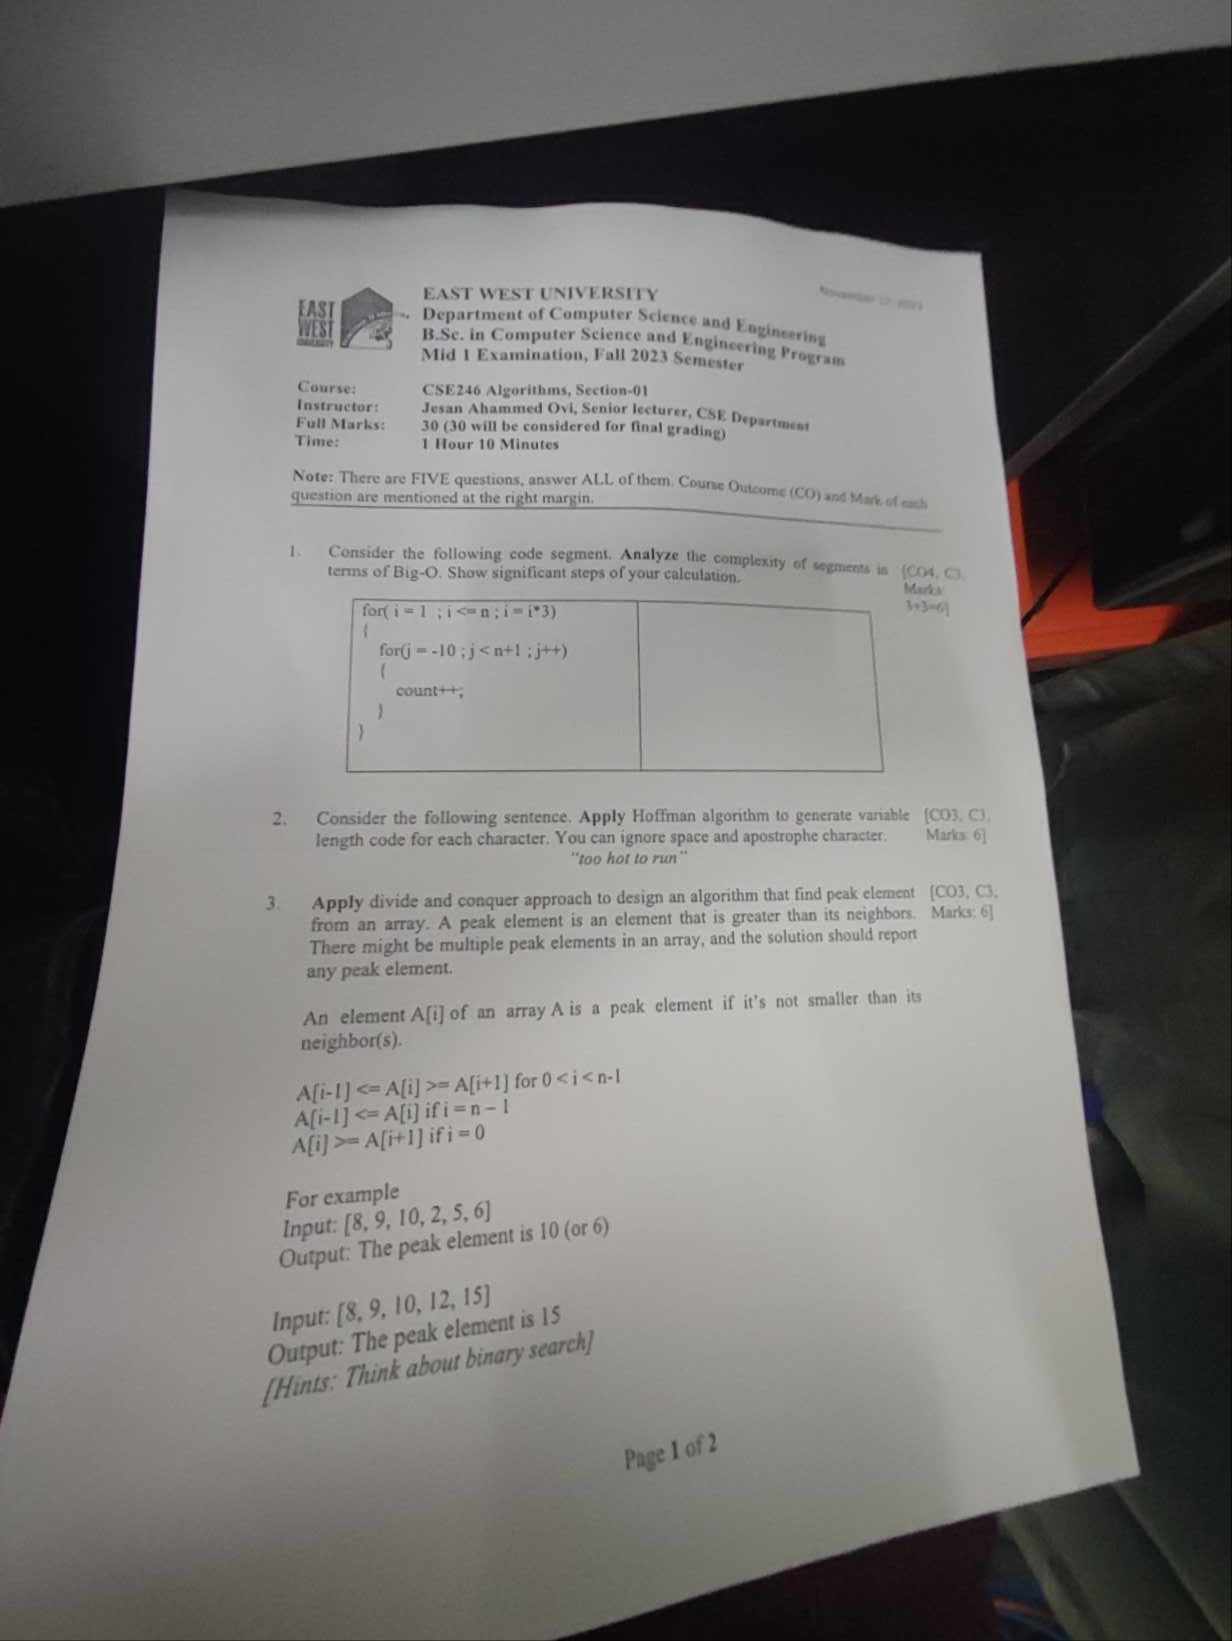 November 17, 2023
EAST WEST UNIVERSITY
EAST
WEST
UNIVERSITY
Department of Computer Science and Engineering
B.Sc. in Computer Science and Engineering Program
Mid 1 Examination, Fall 2023 Semester
Course: CSE246 Algorithms, Section-01
Instructor: Jesan Ahammed Ovi, Senior lecturer, CSE Department
Full Marks: 30 (30 will be considered for final grading)
Time: 1 Hour 10 Minutes
Note: There are FIVE questions, answer ALL of them. Course Outcome (CO) and Mark of each
question are mentioned at the right margin.
1. Consider the following code segment. Analyze the complexity of segments in [CO4, C3,
terms of Big-O. Show significant steps of your calculation. Marks:
3+3=6]
for( i = 1 ; i <= n ; i = i*3)
{
for(j = -10 ; j < n+1 ; j++)
{
count++;
}
}
2. Consider the following sentence. Apply Hoffman algorithm to generate variable [CO3, C3,
length code for each character. You can ignore space and apostrophe character. Marks: 6]
"too hot to run"
3. Apply divide and conquer approach to design an algorithm that find peak element [CO3, C3,
from an array. A peak element is an element that is greater than its neighbors. Marks: 6]
There might be multiple peak elements in an array, and the solution should report
any peak element.
An element A[i] of an array A is a peak element if it's not smaller than its
neighbor(s).
A[i-1] <= A[i] >= A[i+1] for 0 < i < n-1
A[i-1] <= A[i] if i = n – 1
A[i] >= A[i+1] if i = 0
For example
Input: [8, 9, 10, 2, 5, 6]
Output: The peak element is 10 (or 6)
Input: [8, 9, 10, 12, 15]
Output: The peak element is 15
[Hints: Think about binary search]
Page 1 of 2